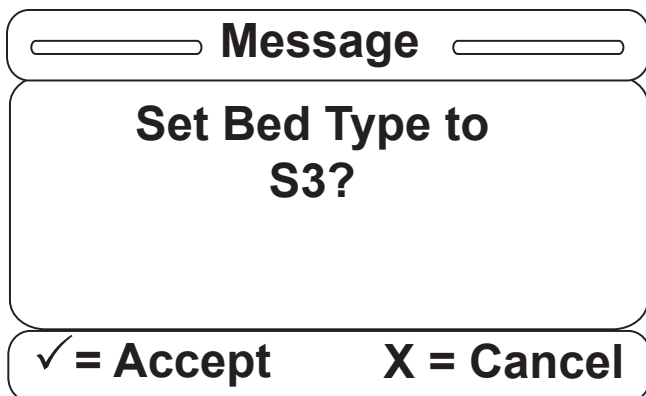 Message
Set Bed Type to
S3?
✓= Accept X = Cancel